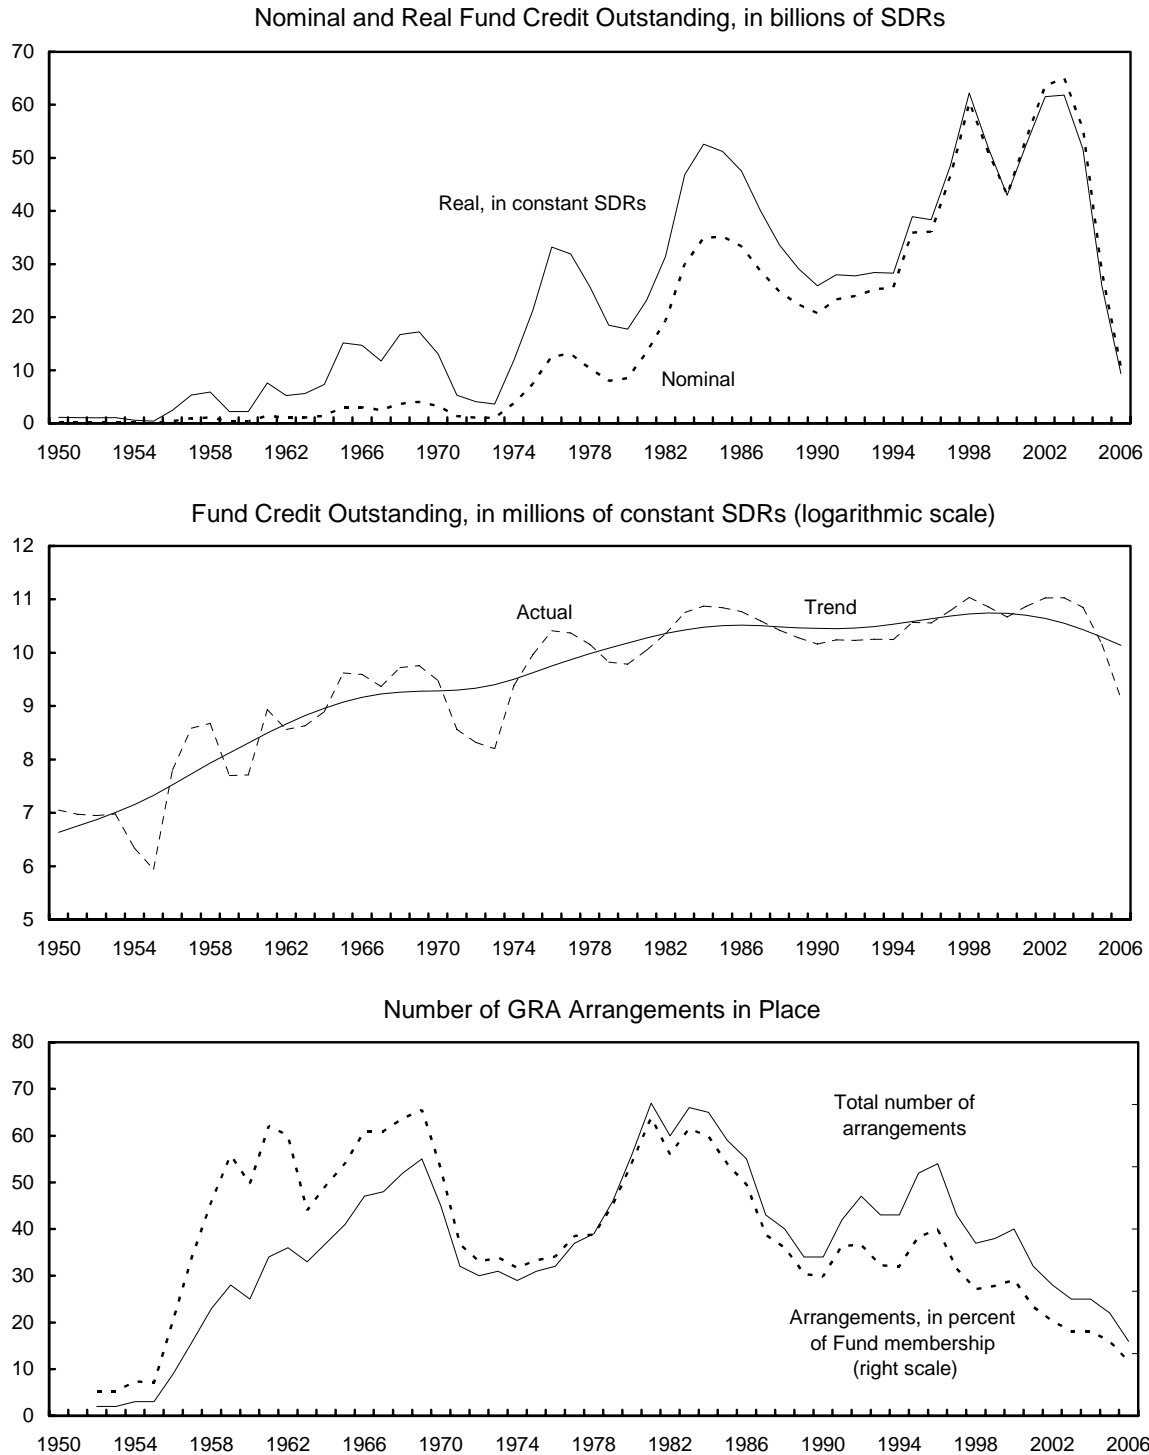 Nominal and Real Fund Credit Outstanding, in billions of SDRs
70
60
50
40
30
20
10
0
Real, in constant SDRs
Nominal
1950 1954 1958 1962 1966 1970 1974 1978 1982 1986 1990 1994 1998 2002 2006
Fund Credit Outstanding, in millions of constant SDRs (logarithmic scale)
12
11
10
9
8
7
6
5
Actual
Trend
1950 1954 1958 1962 1966 1970 1974 1978 1982 1986 1990 1994 1998 2002 2006
Number of GRA Arrangements in Place
80
70
60
50
40
30
20
10
0
Total number of
arrangements
Arrangements, in percent
of Fund membership
(right scale)
1950 1954 1958 1962 1966 1970 1974 1978 1982 1986 1990 1994 1998 2002 2006